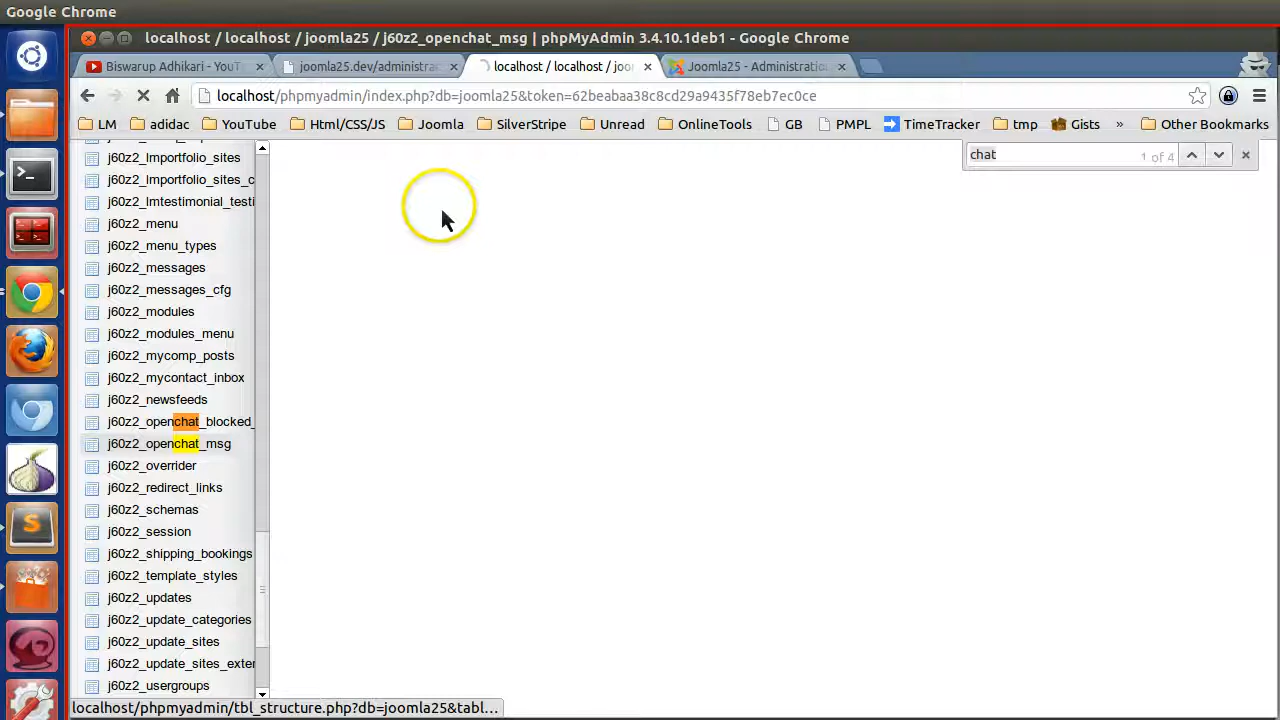 Google Chrome
localhost / localhost / joomla25 / j60z2_openchat_msg | phpMyAdmin 3.4.10.1deb1 - Google Chrome
Biswarup Adhikari - YouT
joomla25.dev/administra
localhost / localhost / joon
Joomla25 - Administratio
localhost/phpmyadmin/index.php?db=joomla25&token=62beabaa38c8cd29a9435f78eb7ec0ce
LM adidac YouTube Html/CSS/JS Joomla SilverStripe Unread OnlineTools GB PMPL TimeTracker tmp Gists » Other Bookmarks
chat 1 of 4
j60z2_lmportfolio_sites
j60z2_lmportfolio_sites_c
j60z2_lmtestimonial_testi
j60z2_menu
j60z2_menu_types
j60z2_messages
j60z2_messages_cfg
j60z2_modules
j60z2_modules_menu
j60z2_mycomp_posts
j60z2_mycontact_inbox
j60z2_newsfeeds
j60z2_openchat_blocked_
j60z2_openchat_msg
j60z2_overrider
j60z2_redirect_links
j60z2_schemas
j60z2_session
j60z2_shipping_bookings
j60z2_template_styles
j60z2_updates
j60z2_update_categories
j60z2_update_sites
j60z2_update_sites_exter
j60z2_usergroups
localhost/phpmyadmin/tbl_structure.php?db=joomla25&tabl...